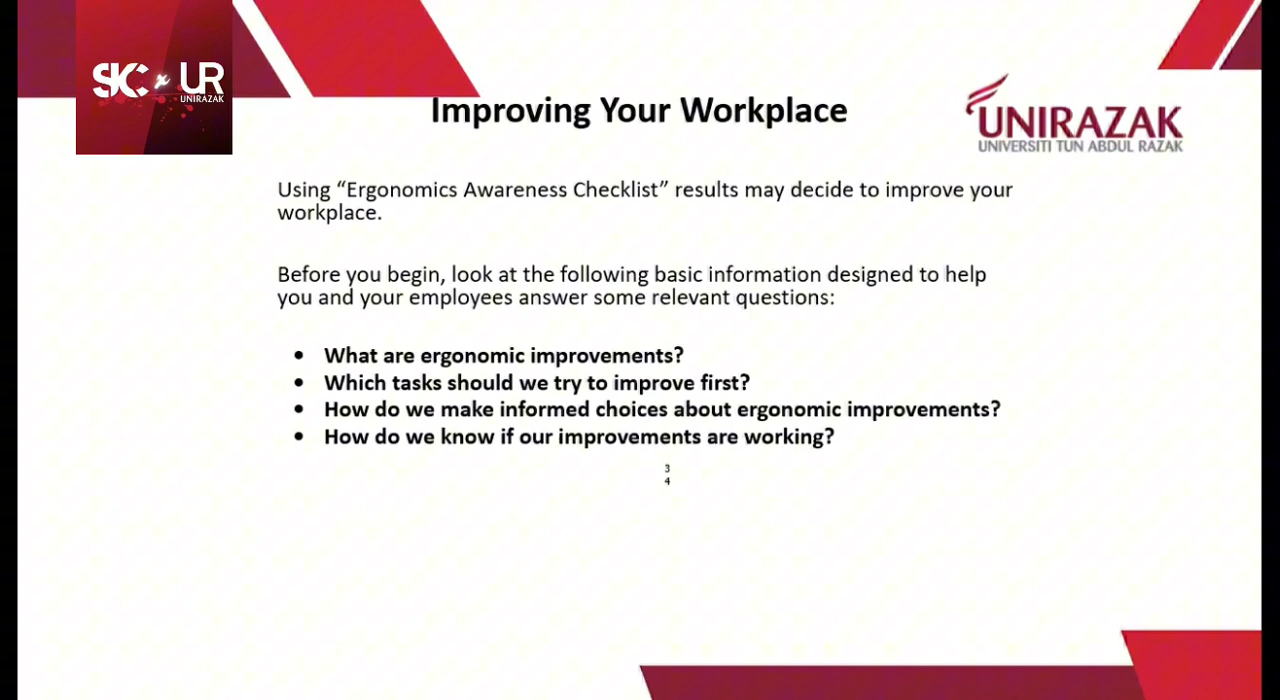 SIC x UR
UNIRAZAK
Improving Your Workplace
UNIRAZAK
UNIVERSITI TUN ABDUL RAZAK
Using “Ergonomics Awareness Checklist” results may decide to improve your
workplace.
Before you begin, look at the following basic information designed to help
you and your employees answer some relevant questions:
• What are ergonomic improvements?
• Which tasks should we try to improve first?
• How do we make informed choices about ergonomic improvements?
• How do we know if our improvements are working?
3
4